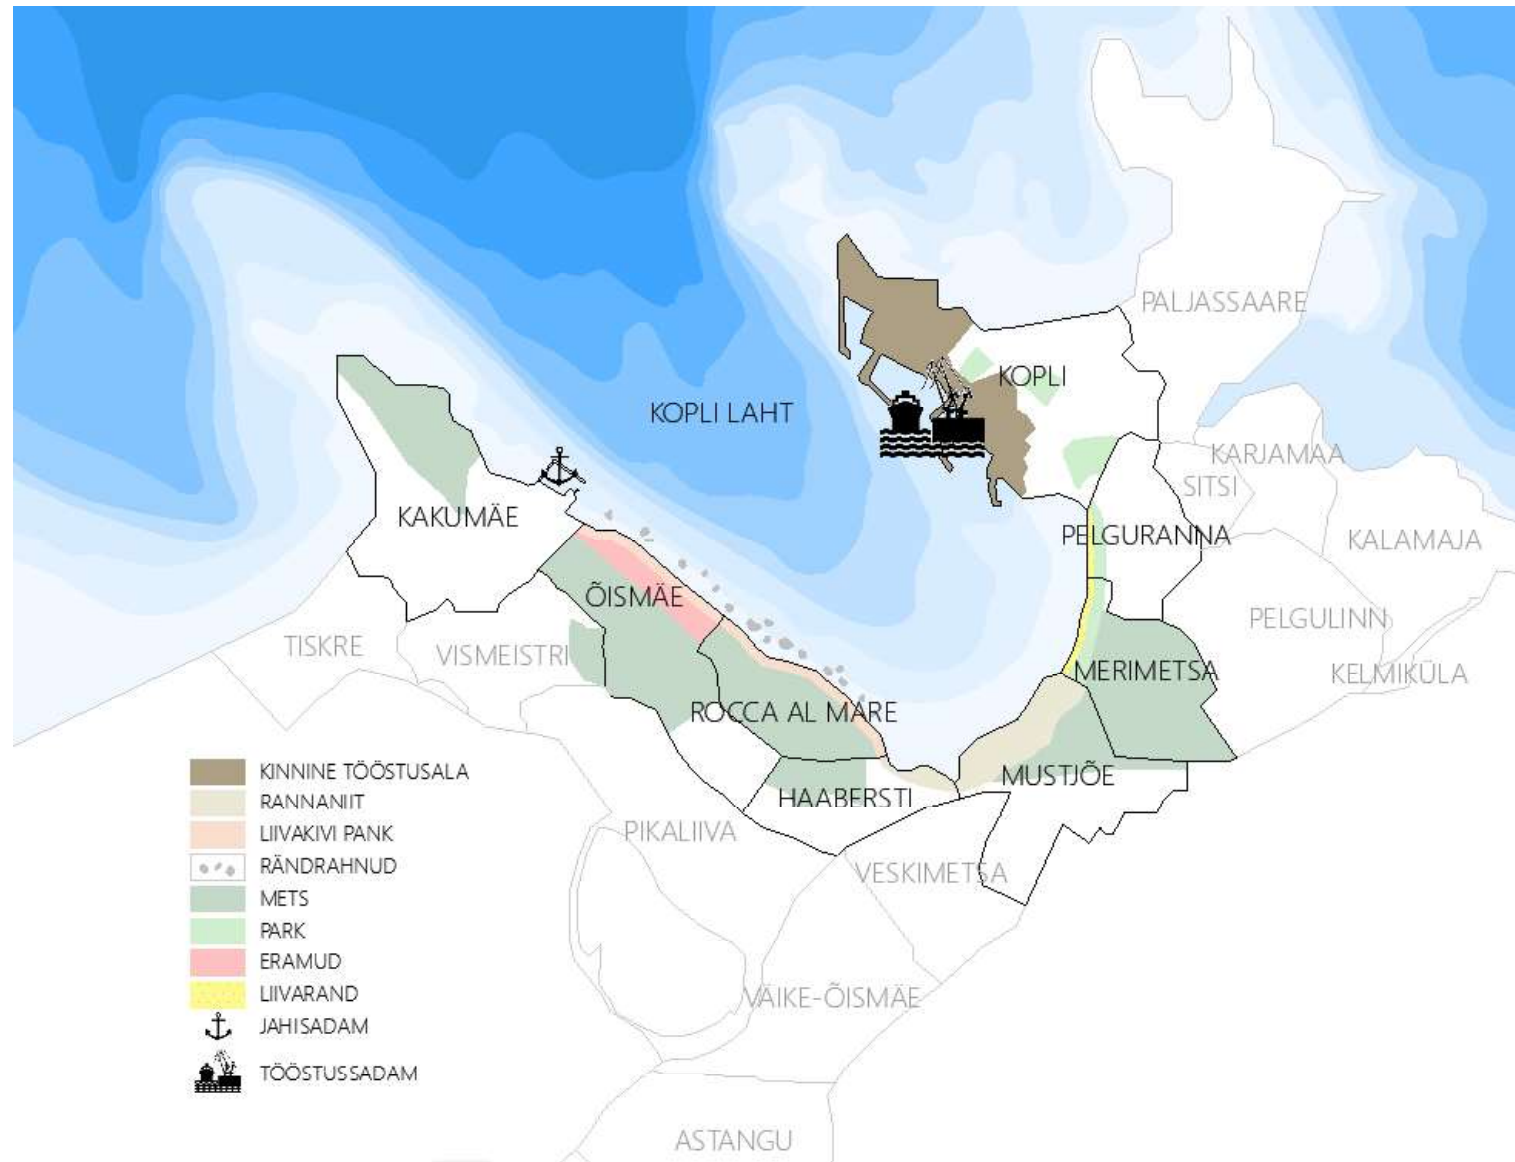 PALJASSAARE
KOPLI
KOPLI LAHT
KARJAMAA
SITSI
KAKUMÄE
PELGURANNA
KALAMAJA
ÕISMÄE
PELGULINN
TISKRE
VISMEISTRI
MERIMETSA
KELMIKÜLA
ROCCA AL MARE
MUSTJÕE
HAABERSTI
PIKALIIVA
VESKIMETSA
VÄIKE-ÕISMÄE
ASTANGU
KINNINE TÖÖSTUSALA
RANNANIIT
LIIVAKIVI PANK
RÄNDRAHNUD
METS
PARK
ERAMUD
LIIVARAND
JAHISADAM
TÖÖSTUSSADAM